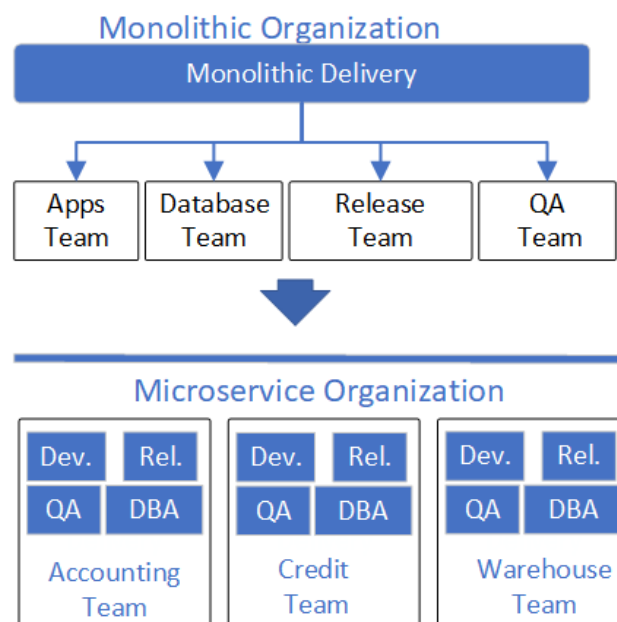 Monolithic Organization
Monolithic Delivery
Apps
Team
Database
Team
Release
Team
QA
Team
Microservice Organization
Dev. Rel.
QA DBA
Accounting
Team
Dev. Rel.
QA DBA
Credit
Team
Dev. Rel.
QA DBA
Warehouse
Team